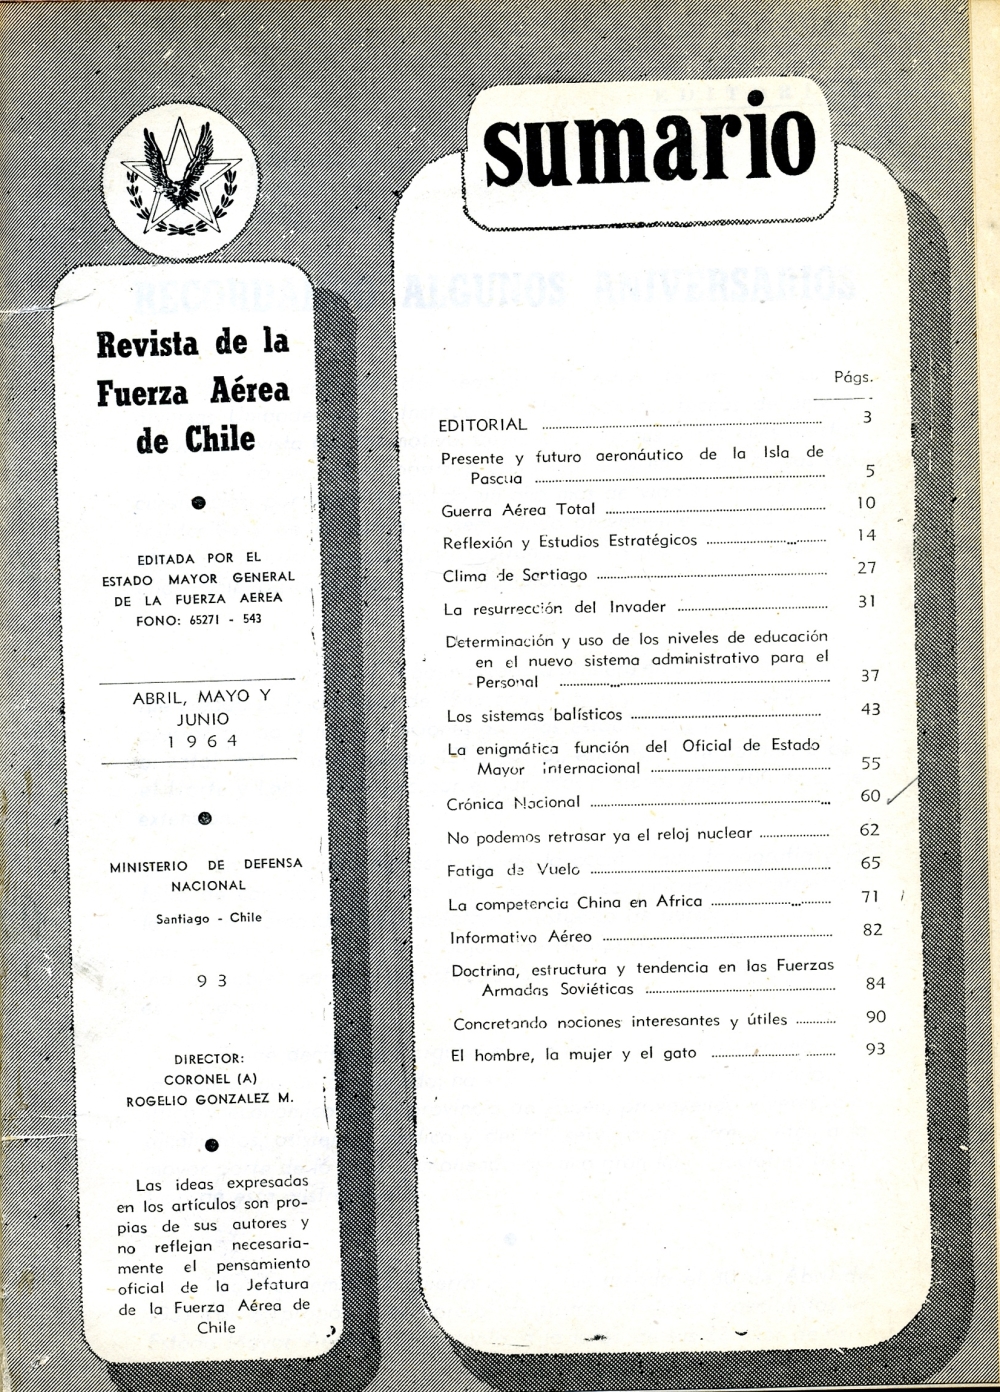 sumario
Revista de la
Fuerza Aérea
de Chile
EDITADA POR EL
ESTADO MAYOR GENERAL
DE LA FUERZA AEREA
FONO: 65271 - 543
ABRIL, MAYO Y
JUNIO
1964
MINISTERIO DE DEFENSA
NACIONAL
Santiago - Chile
93
DIRECTOR:
CORONEL (A)
ROGELIO GONZALEZ M.
Las ideas expresadas
en los artículos son pro-
pias de sus autores y
no reflejan necesaria-
mente el pensamiento
oficial de la Jefatura
de la Fuerza Aérea de
Chile
Págs.
EDITORIAL 3
Presente y futuro aeronáutico de la Isla de
Pascua 5
Guerra Aérea Total 10
Reflexión y Estudios Estratégicos 14
Clima de Santiago 27
La resurrección del Invader 31
Determinación y uso de los niveles de educación
en el nuevo sistema administrativo para el
Personal 37
Los sistemas balísticos 43
La enigmática función del Oficial de Estado
Mayor internacional 55
Crónica Nacional 60
No podemos retrasar ya el reloj nuclear 62
Fatiga de Vuelo 65
La competencia China en Africa 71
Informativo Aéreo 82
Doctrina, estructura y tendencia en las Fuerzas
Armadas Soviéticas 84
Concretando nociones interesantes y útiles 90
El hombre, la mujer y el gato 93
RECORDANDO ALGUNOS ANIVERSARIOS